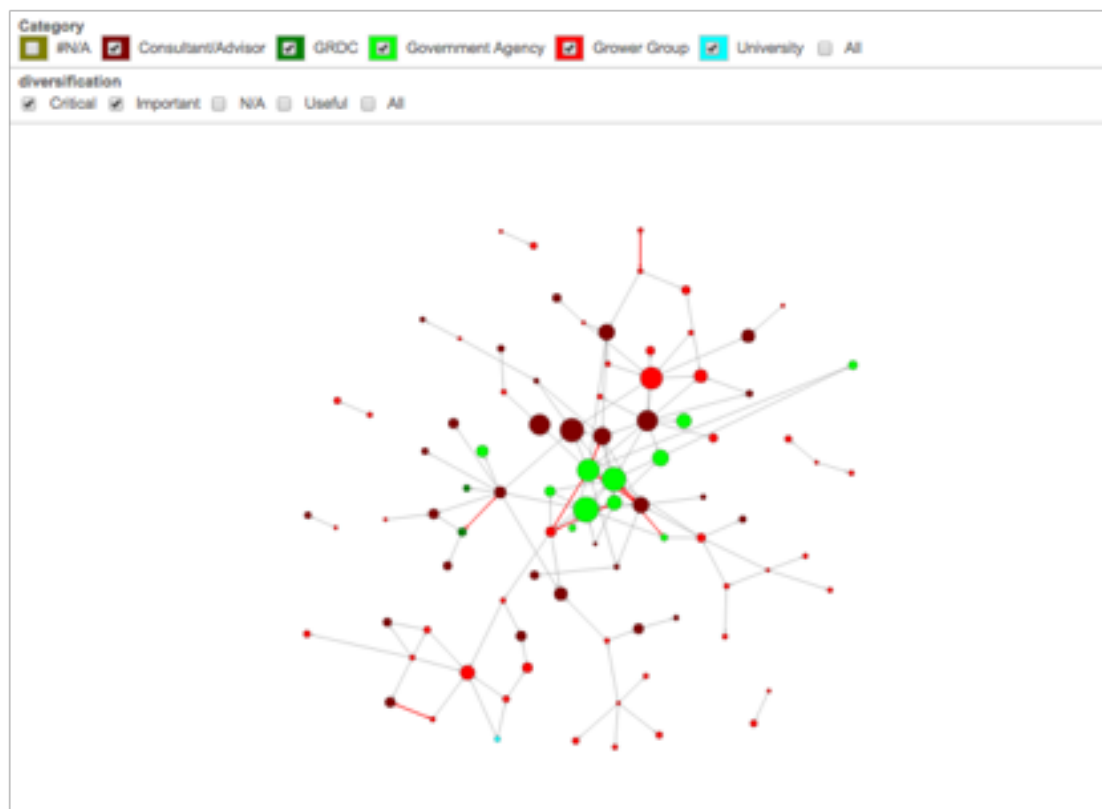 Category
#N/A Consultant/Advisor GRDC Government Agency Grower Group University All
diversification
Critical Important N/A Useful All